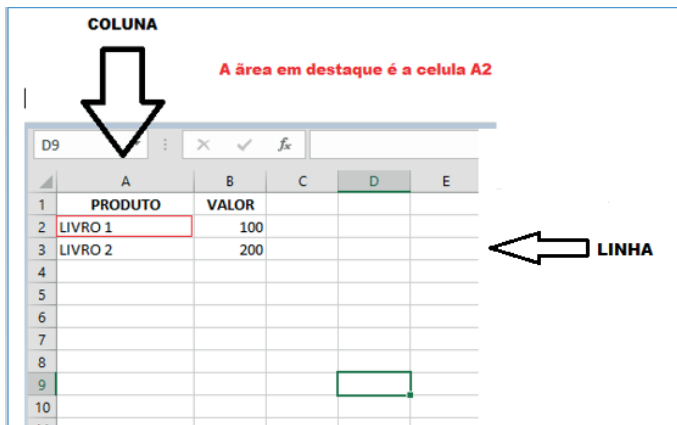 COLUNA
A ãrea em destaque é a celula A2
D9 fx
A B C D E
1 PRODUTO VALOR
2 LIVRO 1 100
3 LIVRO 2 200
LINHA
4
5
6
7
8
9
10